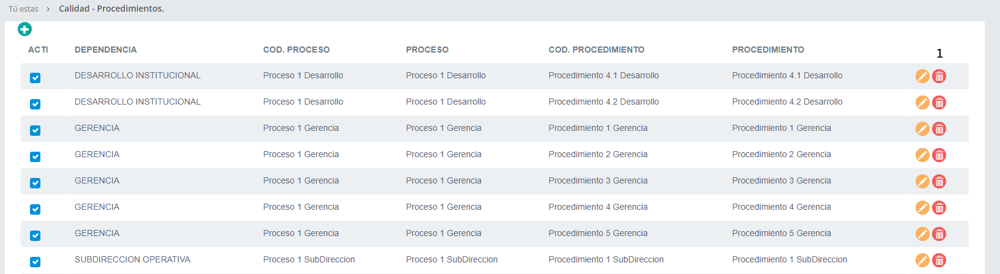 Tú estas > Calidad - Procedimientos.
ACTI DEPENDENCIA COD. PROCESO PROCESO COD. PROCEDIMIENTO PROCEDIMIENTO 1
DESARROLLO INSTITUCIONAL Proceso 1 Desarrollo Proceso 1 Desarrollo Procedimiento 4.1 Desarrollo Procedimiento 4.1 Desarrollo
DESARROLLO INSTITUCIONAL Proceso 1 Desarrollo Proceso 1 Desarrollo Procedimiento 4.2 Desarrollo Procedimiento 4.2 Desarrollo
GERENCIA Proceso 1 Gerencia Proceso 1 Gerencia Procedimiento 1 Gerencia Procedimiento 1 Gerencia
GERENCIA Proceso 1 Gerencia Proceso 1 Gerencia Procedimiento 2 Gerencia Procedimiento 2 Gerencia
GERENCIA Proceso 1 Gerencia Proceso 1 Gerencia Procedimiento 3 Gerencia Procedimiento 3 Gerencia
GERENCIA Proceso 1 Gerencia Proceso 1 Gerencia Procedimiento 4 Gerencia Procedimiento 4 Gerencia
GERENCIA Proceso 1 Gerencia Proceso 1 Gerencia Procedimiento 5 Gerencia Procedimiento 5 Gerencia
SUBDIRECCION OPERATIVA Proceso 1 SubDireccion Proceso 1 SubDireccion Procedimiento 1 SubDireccion Procedimiento 1 SubDireccion